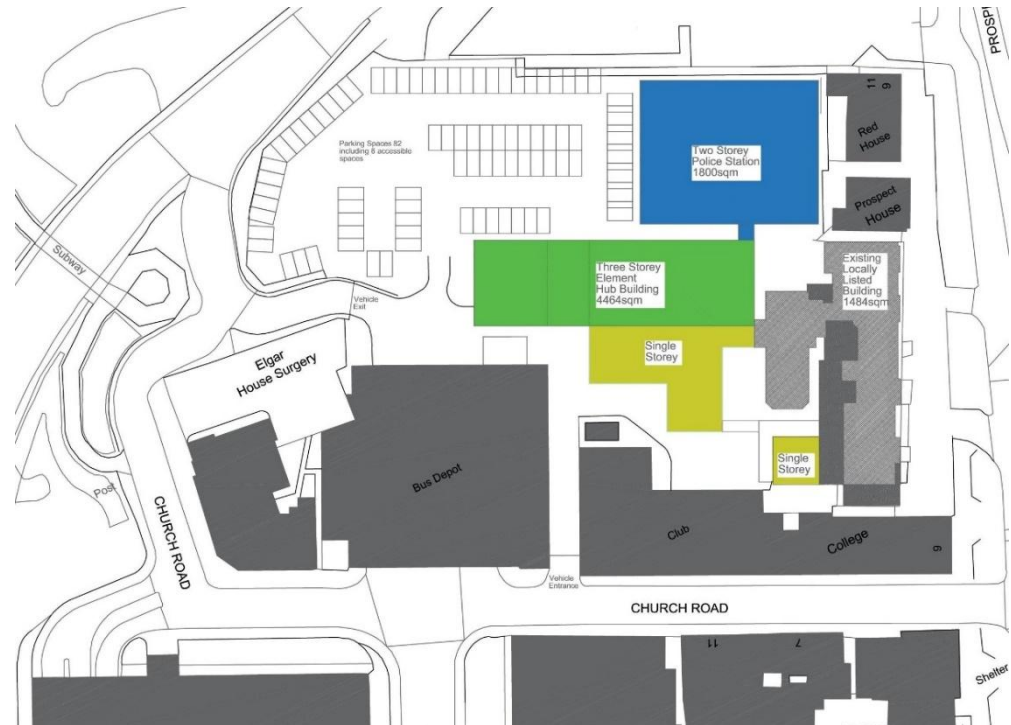 PROSP
11
9
Red
House
Parking Spaces 82
including 6 accessible
spaces
Two Storey
Police Station
1800sqm
Prospect
House
Subway
Existing
Locally
Listed
Building
1484sqm
Three Storey
Element
Hub Building
4464sqm
Vehicle
Exit
Single
Storey
Elgar
House Surgery
Bus Depot
Single
Storey
Post
CHURCH ROAD
Club
College
9
Vehicle
Entrance
CHURCH ROAD
11
7
Shelter